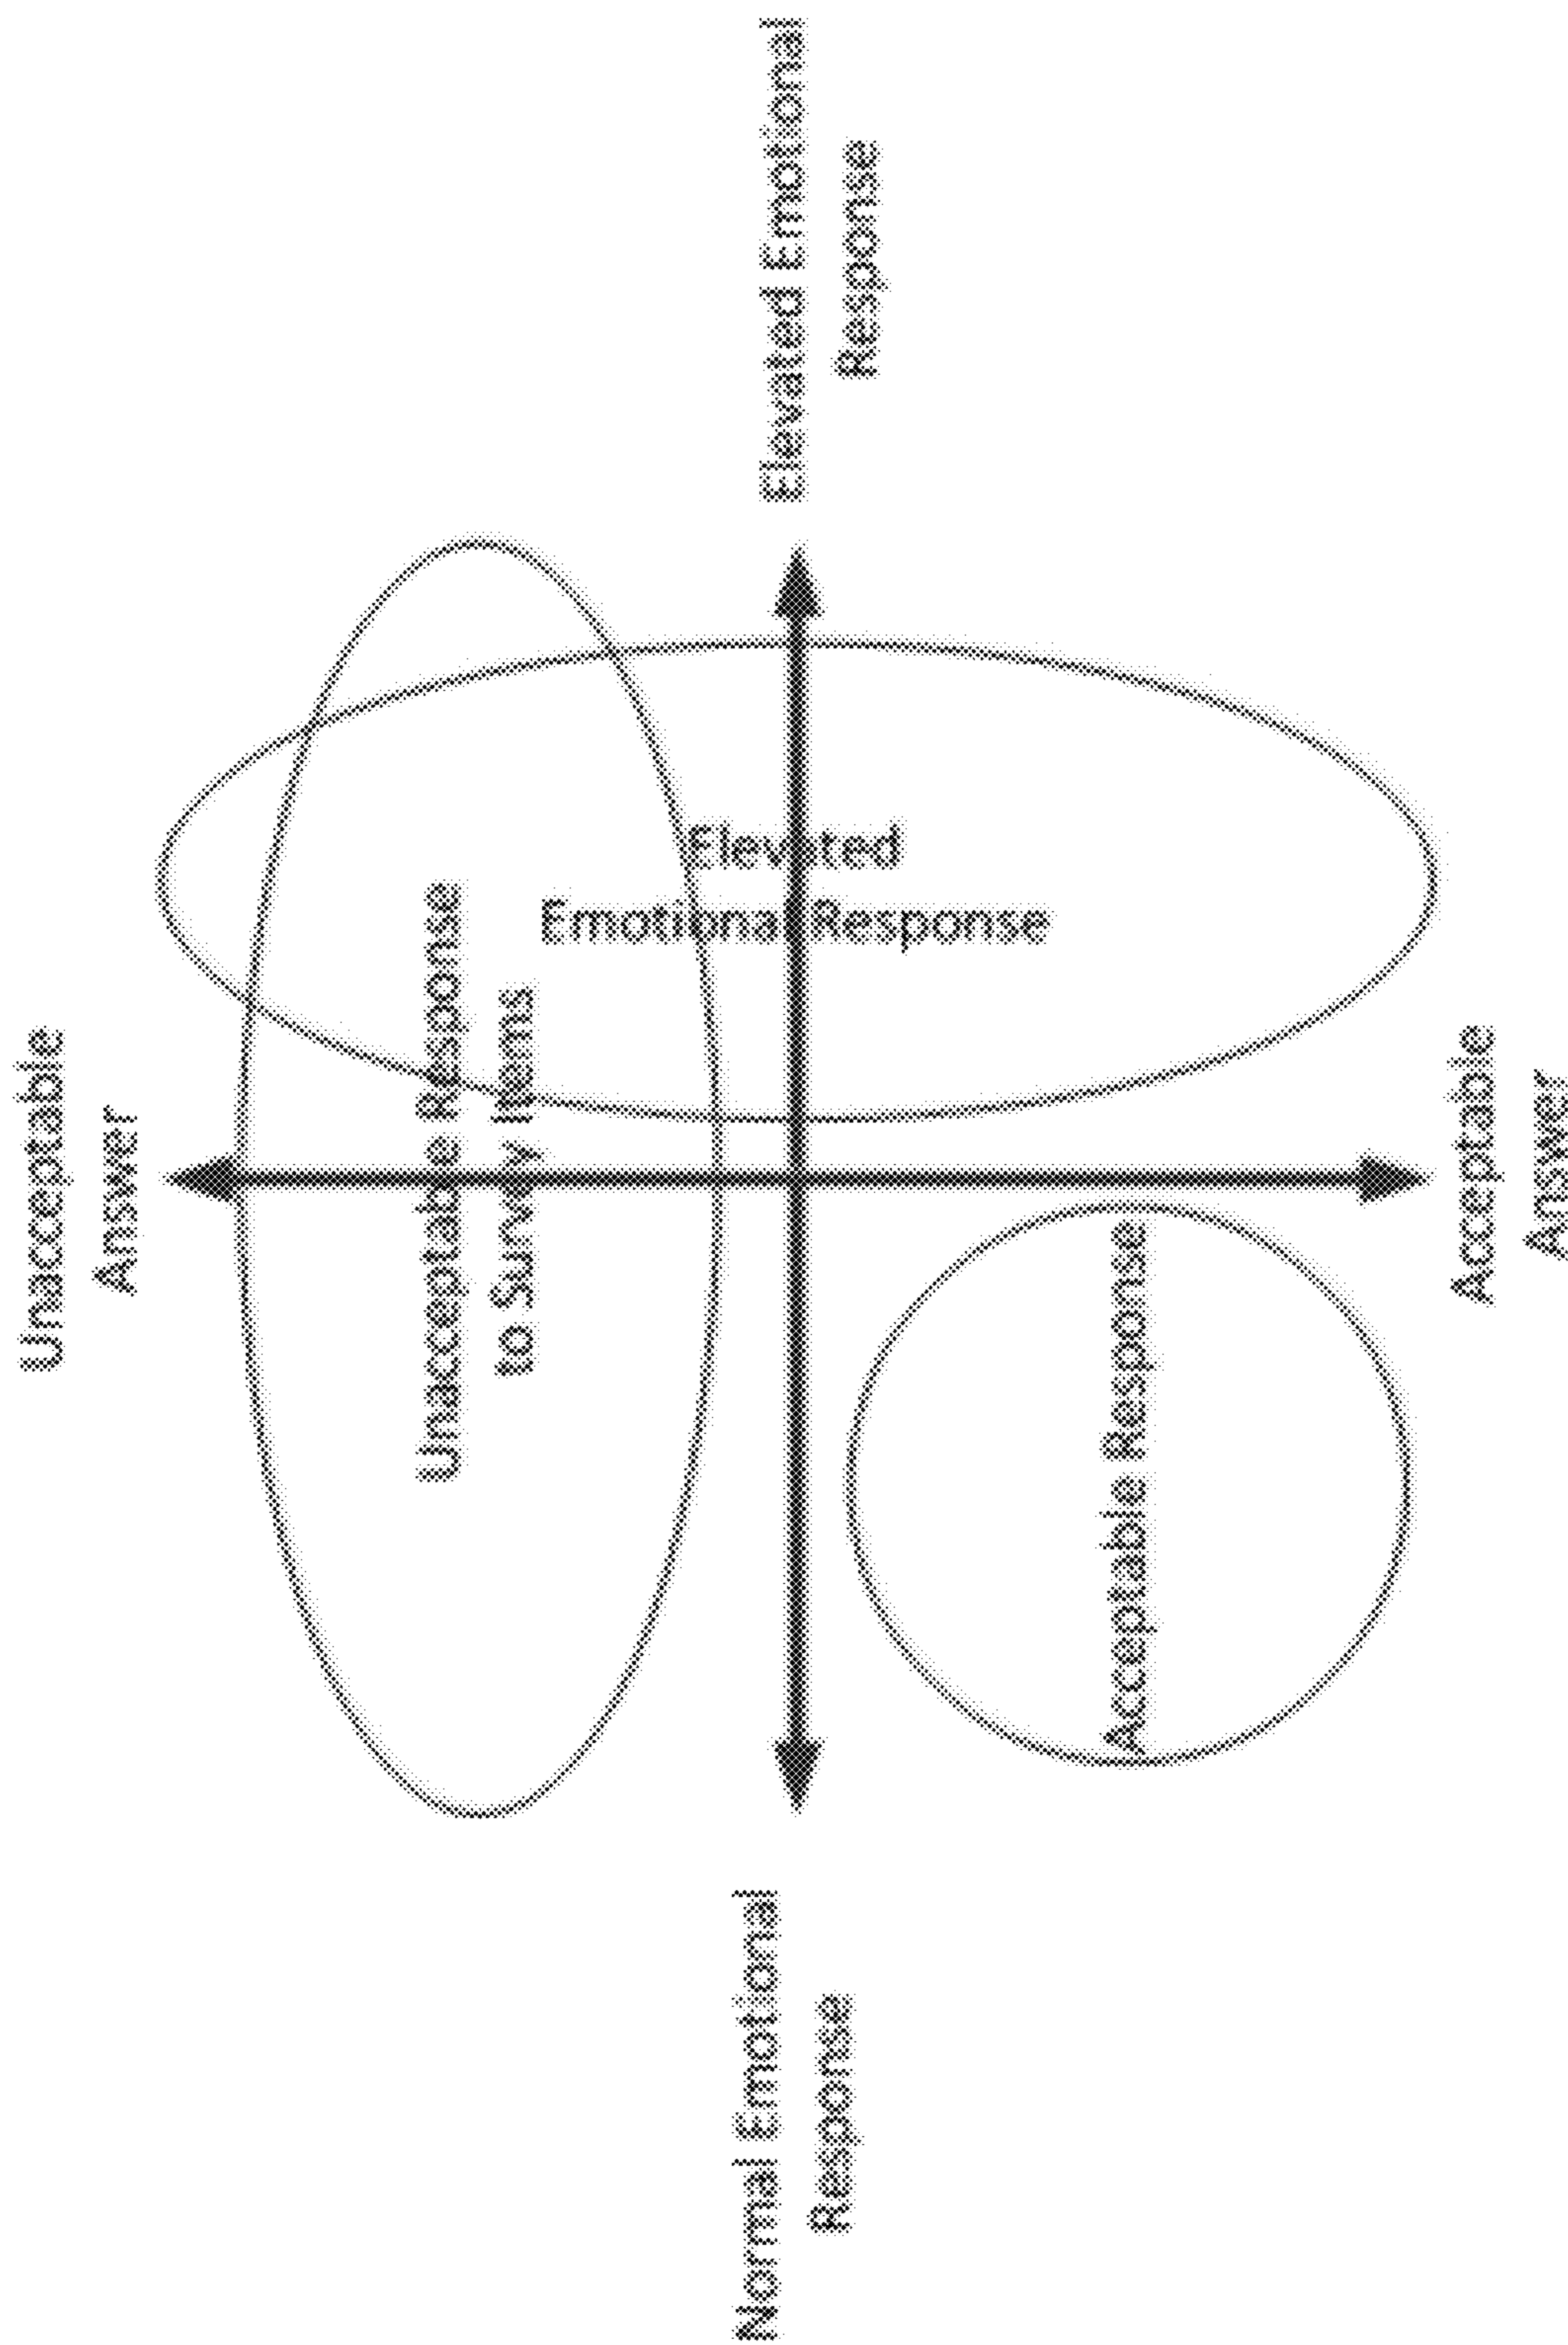 Unacceptable
Answer
Unacceptable Response
to Survey Items
Elevated
Emotional Response
Normal Emotional
Response
Elevated Emotional
Response
Acceptable Response
Acceptable
Answer